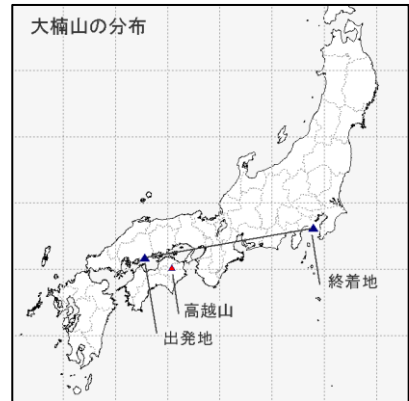 大楠山の分布
終着地
高越山
出発地